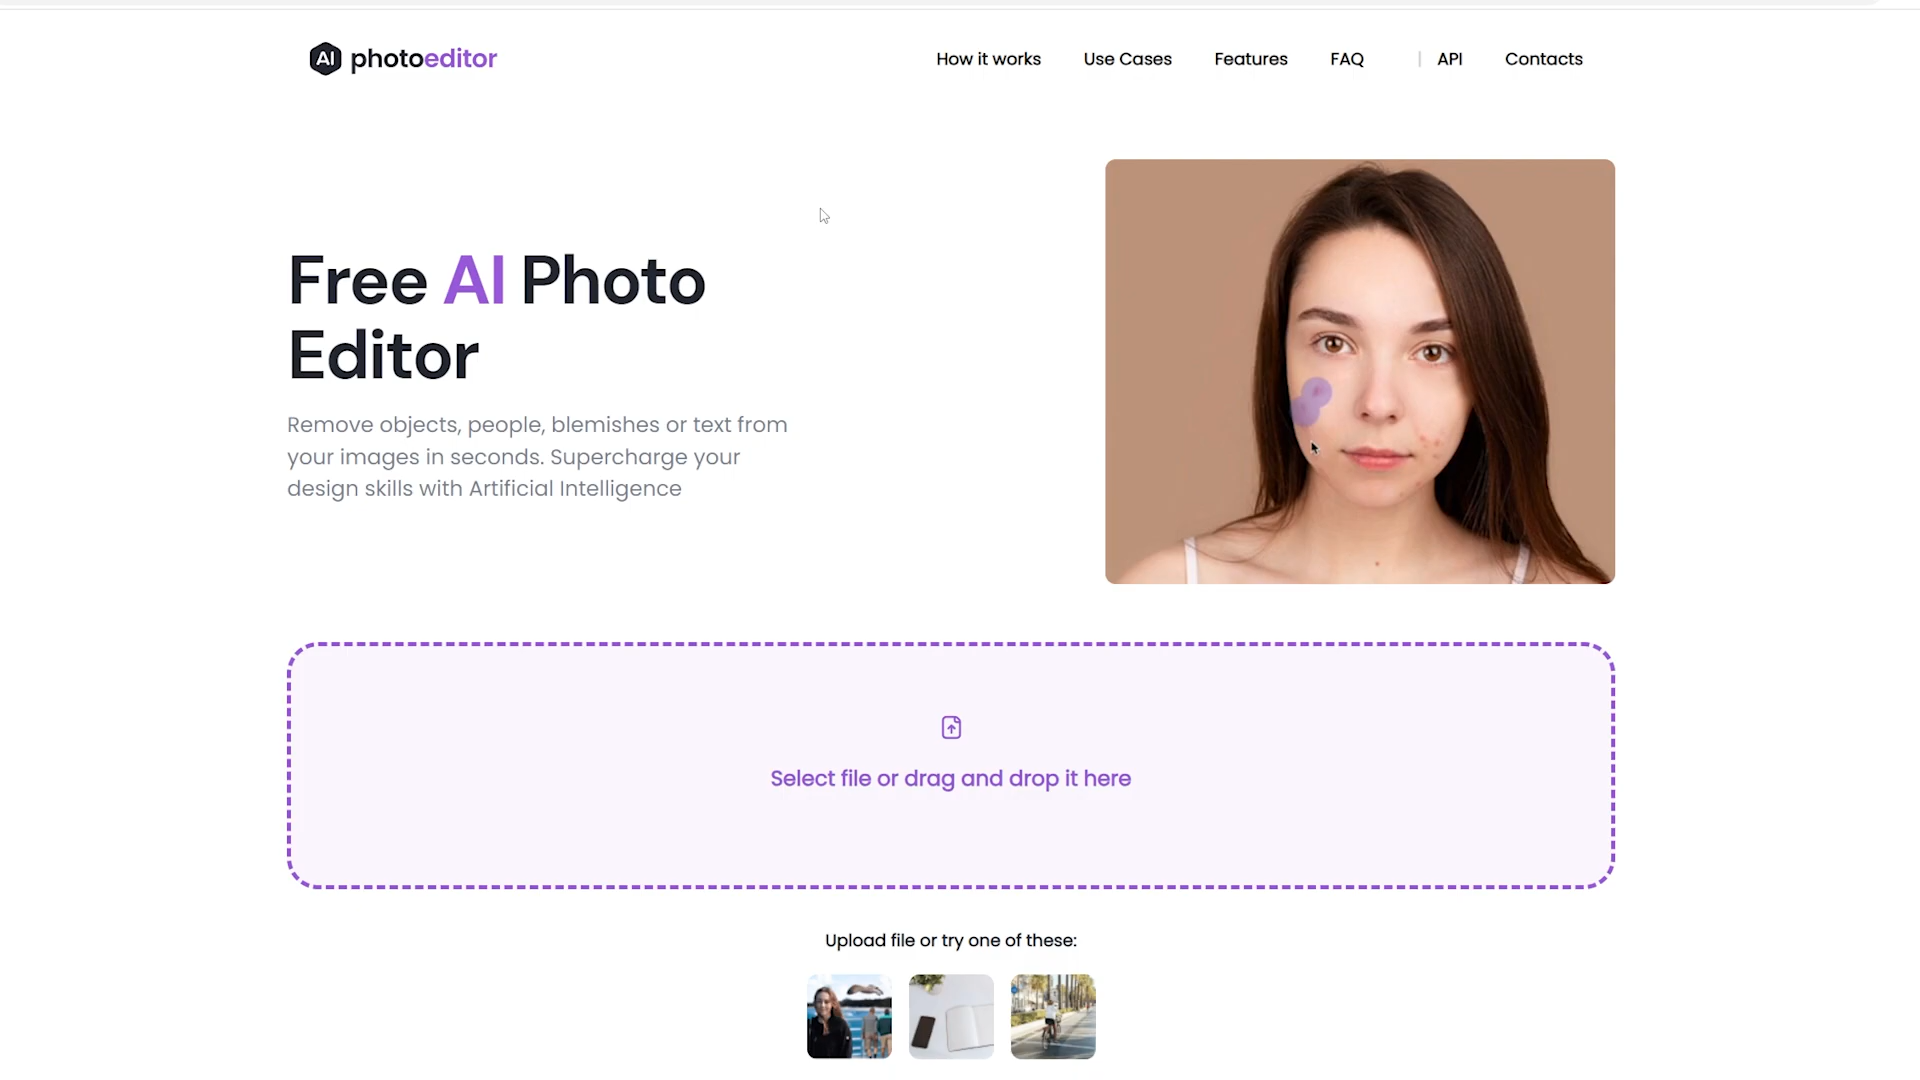 AI photoeditor
How it works
Use Cases
Features
FAQ
API
Contacts
Free AI Photo
Editor
Remove objects, people, blemishes or text from
your images in seconds. Supercharge your
design skills with Artificial Intelligence
Select file or drag and drop it here
Upload file or try one of these: